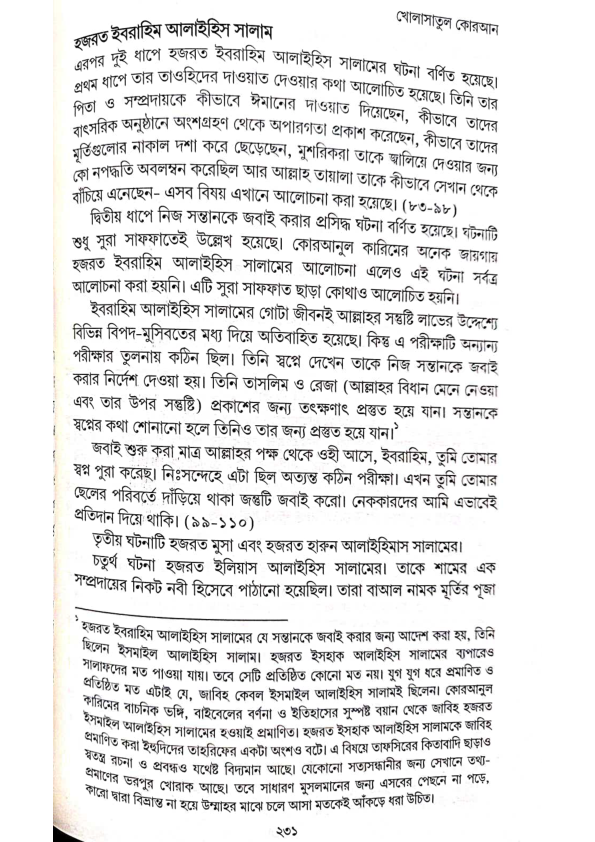 খোলাসাতুল কোরআন
হজরত ইবরাহিম আলাইহিস সালাম
এরপর দুই ধাপে হজরত ইবরাহিম আলাইহিস সালামের ঘটনা বর্ণিত হয়েছে।
প্রথম ধাপে তার তাওহিদের দাওয়াত দেওয়ার কথা আলোচিত হয়েছে। তিনি তার
পিতা ও সম্প্রদায়কে কীভাবে ঈমানের দাওয়াত দিয়েছেন, কীভাবে তাদের
বাৎসরিক অনুষ্ঠানে অংশগ্রহণ থেকে অপারগতা প্রকাশ করেছেন, কীভাবে তাদের
মূর্তিগুলোর নাকাল দশা করে ছেড়েছেন, মুশরিকরা তাকে জ্বালিয়ে দেওয়ার জন্য
কো নপদ্ধতি অবলম্বন করেছিল আর আল্লাহ তায়ালা তাকে কীভাবে সেখান থেকে
বাঁচিয়ে এনেছেন- এসব বিষয় এখানে আলোচনা করা হয়েছে। (৮৩-৯৮)
দ্বিতীয় ধাপে নিজ সন্তানকে জবাই করার প্রসিদ্ধ ঘটনা বর্ণিত হয়েছে। ঘটনাটি
শুধু সুরা সাফফাতেই উল্লেখ হয়েছে। কোরআনুল কারিমের অনেক জায়গায়
হজরত ইবরাহিম আলাইহিস সালামের আলোচনা এলেও এই ঘটনা সর্বত্র
আলোচনা করা হয়নি। এটি সুরা সাফফাত ছাড়া কোথাও আলোচিত হয়নি।
ইবরাহিম আলাইহিস সালামের গোটা জীবনই আল্লাহর সন্তুষ্টি লাভের উদ্দেশ্যে
বিভিন্ন বিপদ-মুসিবতের মধ্য দিয়ে অতিবাহিত হয়েছে। কিন্তু এ পরীক্ষাটি অন্যান্য
পরীক্ষার তুলনায় কঠিন ছিল। তিনি স্বপ্নে দেখেন তাকে নিজ সন্তানকে জবাই
করার নির্দেশ দেওয়া হয়। তিনি তাসলিম ও রেজা (আল্লাহর বিধান মেনে নেওয়া
এবং তার উপর সন্তুষ্টি) প্রকাশের জন্য তৎক্ষণাৎ প্রস্তুত হয়ে যান। সন্তানকে
স্বপ্নের কথা শোনানো হলে তিনিও তার জন্য প্রস্তুত হয়ে যান।১
জবাই শুরু করা মাত্র আল্লাহর পক্ষ থেকে ওহী আসে, ইবরাহিম, তুমি তোমার
স্বপ্ন পুরা করেছ। নিঃসন্দেহে এটা ছিল অত্যন্ত কঠিন পরীক্ষা। এখন তুমি তোমার
ছেলের পরিবর্তে দাঁড়িয়ে থাকা জন্তুটি জবাই করো। নেককারদের আমি এভাবেই
প্রতিদান দিয়ে থাকি। (৯৯-১১০)
তৃতীয় ঘটনাটি হজরত মুসা এবং হজরত হারুন আলাইহিমাস সালামের।
চতুর্থ ঘটনা হজরত ইলিয়াস আলাইহিস সালামের। তাকে শামের এক
সম্প্রদায়ের নিকট নবী হিসেবে পাঠানো হয়েছিল। তারা বাআল নামক মূর্তির পূজা
১ হজরত ইবরাহিম আলাইহিস সালামের যে সন্তানকে জবাই করার জন্য আদেশ করা হয়, তিনি
ছিলেন ইসমাইল আলাইহিস সালাম। হজরত ইসহাক আলাইহিস সালামের ব্যাপারেও
সালাফদের মত পাওয়া যায়। তবে সেটি প্রতিষ্ঠিত কোনো মত নয়। যুগ যুগ ধরে প্রমাণিত ও
প্রতিষ্ঠিত মত এটাই যে, জাবিহ কেবল ইসমাইল আলাইহিস সালামই ছিলেন। কোরআনুল
কারিমের বাচনিক ভঙ্গি, বাইবেলের বর্ণনা ও ইতিহাসের সুস্পষ্ট বয়ান থেকে জাবিহ হজরত
ইসমাইল আলাইহিস সালামের হওয়াই প্রমাণিত। হজরত ইসহাক আলাইহিস সালামকে জাবিহ
প্রমাণিত করা ইহুদিদের তাহরিফের একটা অংশও বটে। এ বিষয়ে তাফসিরের কিতাবাদি ছাড়াও
স্বতন্ত্র রচনা ও প্রবন্ধও যথেষ্ট বিদ্যমান আছে। যেকোনো সত্যসন্ধানীর জন্য সেখানে তথ্য-
প্রমাণের ভরপুর খোরাক আছে। তবে সাধারণ মুসলমানের জন্য এসবের পেছনে না পড়ে,
কারো দ্বারা বিভ্রান্ত না হয়ে উম্মাহর মাঝে চলে আসা মতকেই আঁকড়ে ধরা উচিত।
২৩১